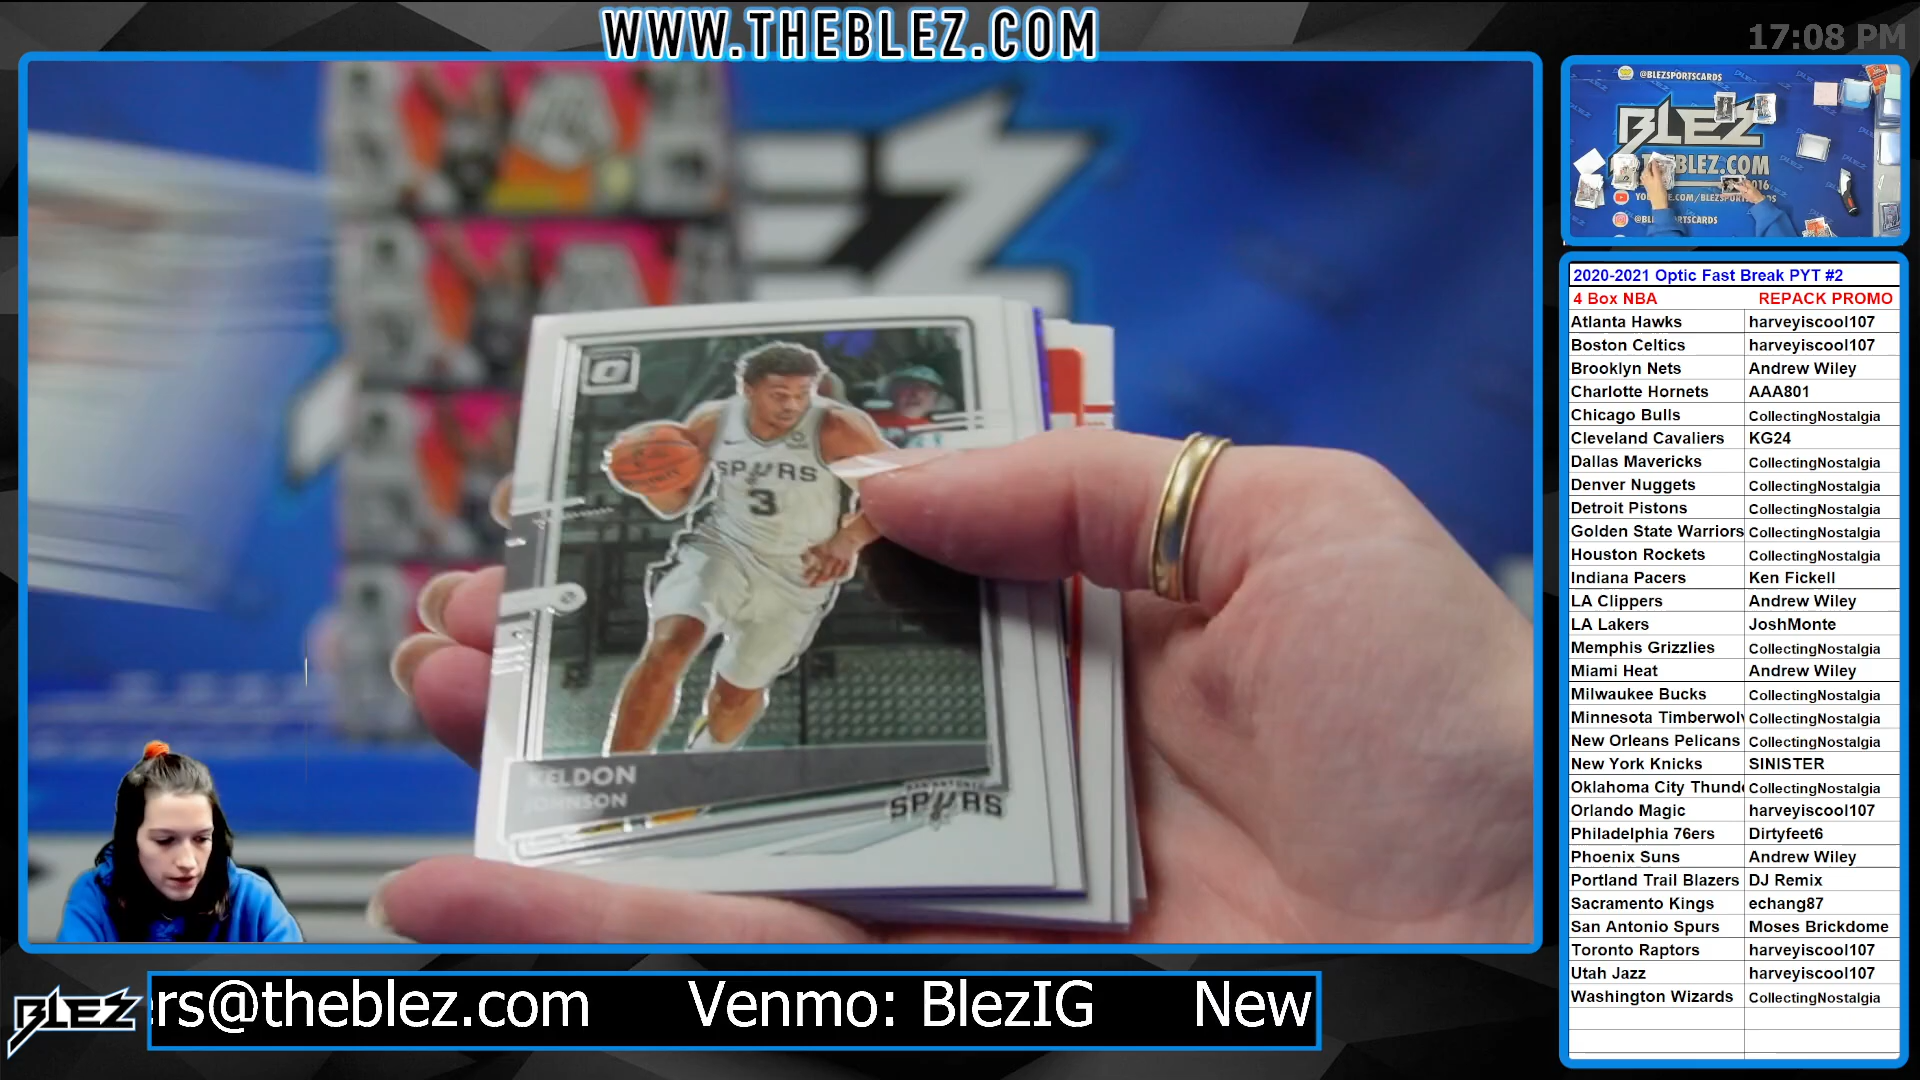 WWW.THEBLEZ.COM
17:08 PM
@BLEZSPORTSCARDS
BLEZ
SPURS
3
KELDON
JOHNSON
SAN ANTONIO
SPURS
2020-2021 Optic Fast Break PYT #2
4 Box NBA REPACK PROMO
Atlanta Hawks harveyiscool107
Boston Celtics harveyiscool107
Brooklyn Nets Andrew Wiley
Charlotte Hornets AAA801
Chicago Bulls CollectingNostalgia
Cleveland Cavaliers KG24
Dallas Mavericks CollectingNostalgia
Denver Nuggets CollectingNostalgia
Detroit Pistons CollectingNostalgia
Golden State Warriors CollectingNostalgia
Houston Rockets CollectingNostalgia
Indiana Pacers Ken Fickell
LA Clippers Andrew Wiley
LA Lakers JoshMonte
Memphis Grizzlies CollectingNostalgia
Miami Heat Andrew Wiley
Milwaukee Bucks CollectingNostalgia
Minnesota Timberwolv CollectingNostalgia
New Orleans Pelicans CollectingNostalgia
New York Knicks SINISTER
Oklahoma City Thunde CollectingNostalgia
Orlando Magic harveyiscool107
Philadelphia 76ers Dirtyfeet6
Phoenix Suns Andrew Wiley
Portland Trail Blazers DJ Remix
Sacramento Kings echang87
San Antonio Spurs Moses Brickdome
Toronto Raptors harveyiscool107
Utah Jazz harveyiscool107
Washington Wizards CollectingNostalgia
BLEZ
rs@theblez.com Venmo: BlezIG New